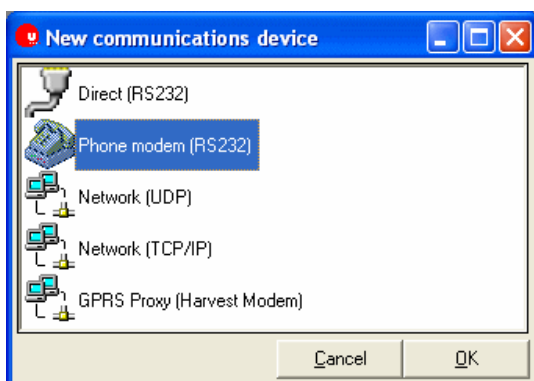 New communications device
Direct (RS232)
Phone modem (RS232)
Network (UDP)
Network (TCP/IP)
GPRS Proxy (Harvest Modem)
Cancel OK